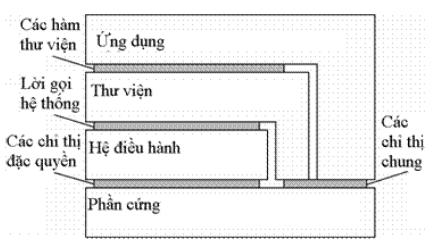 Các hàm
thư viện
Ứng dụng
Lời gọi
hệ thống
Thư viện
Các chỉ thị
đặc quyền
Hệ điều hành
Các
chỉ thị
chung
Phần cứng